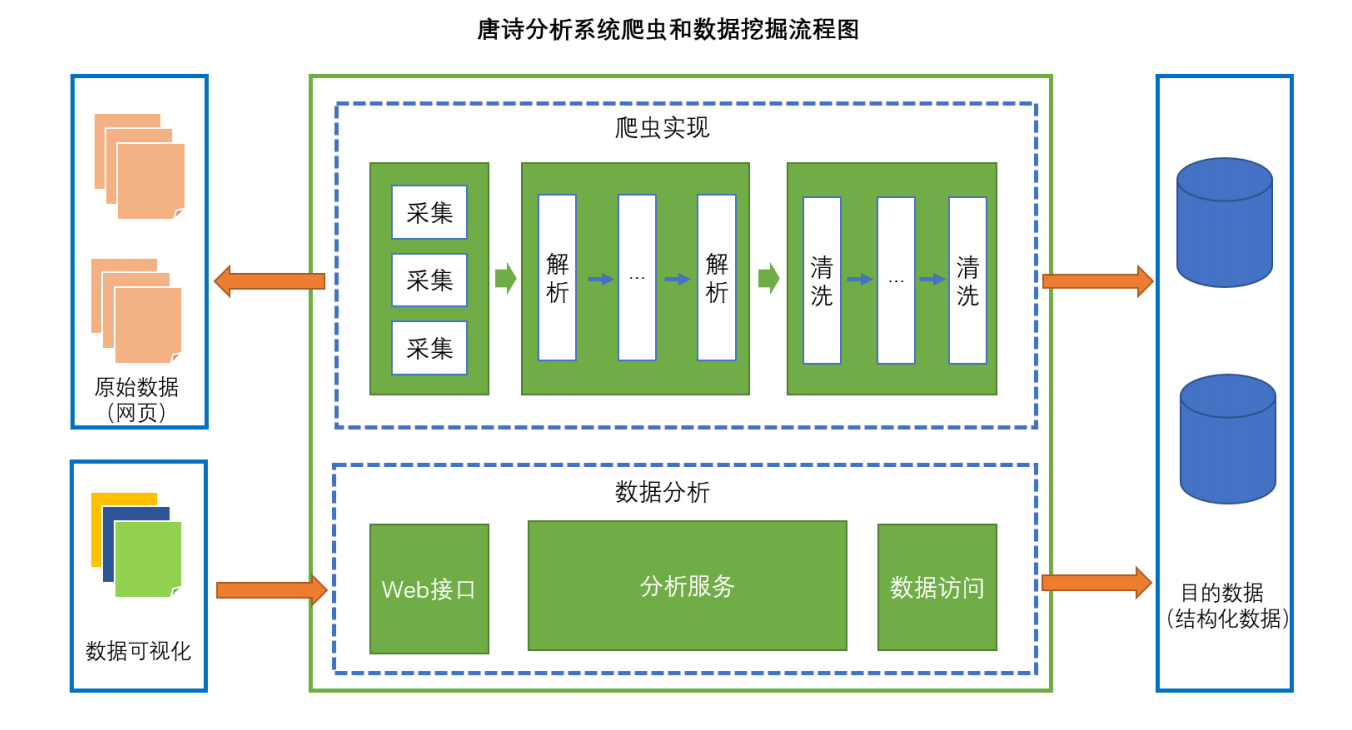 唐诗分析系统爬虫和数据挖掘流程图
原始数据
（网页）
数据可视化
爬虫实现
采集
采集
采集
解析
...
解析
清洗
...
清洗
数据分析
Web接口
分析服务
数据访问
目的数据
（结构化数据）